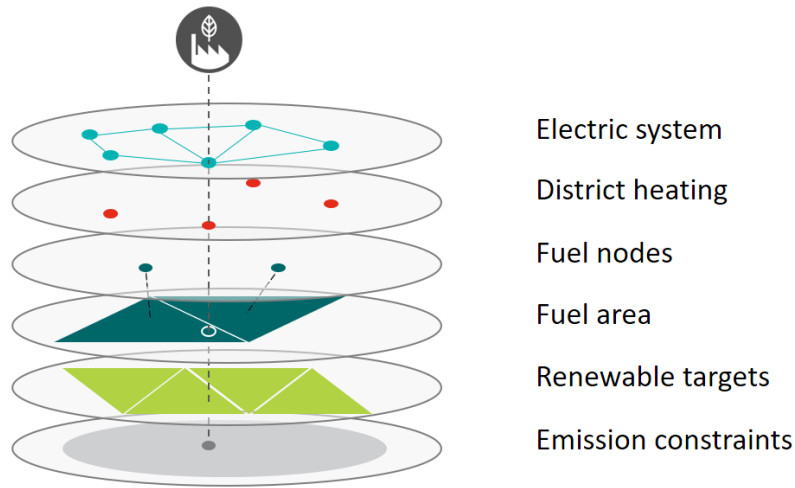 Electric system
District heating
Fuel nodes
Fuel area
Renewable targets
Emission constraints